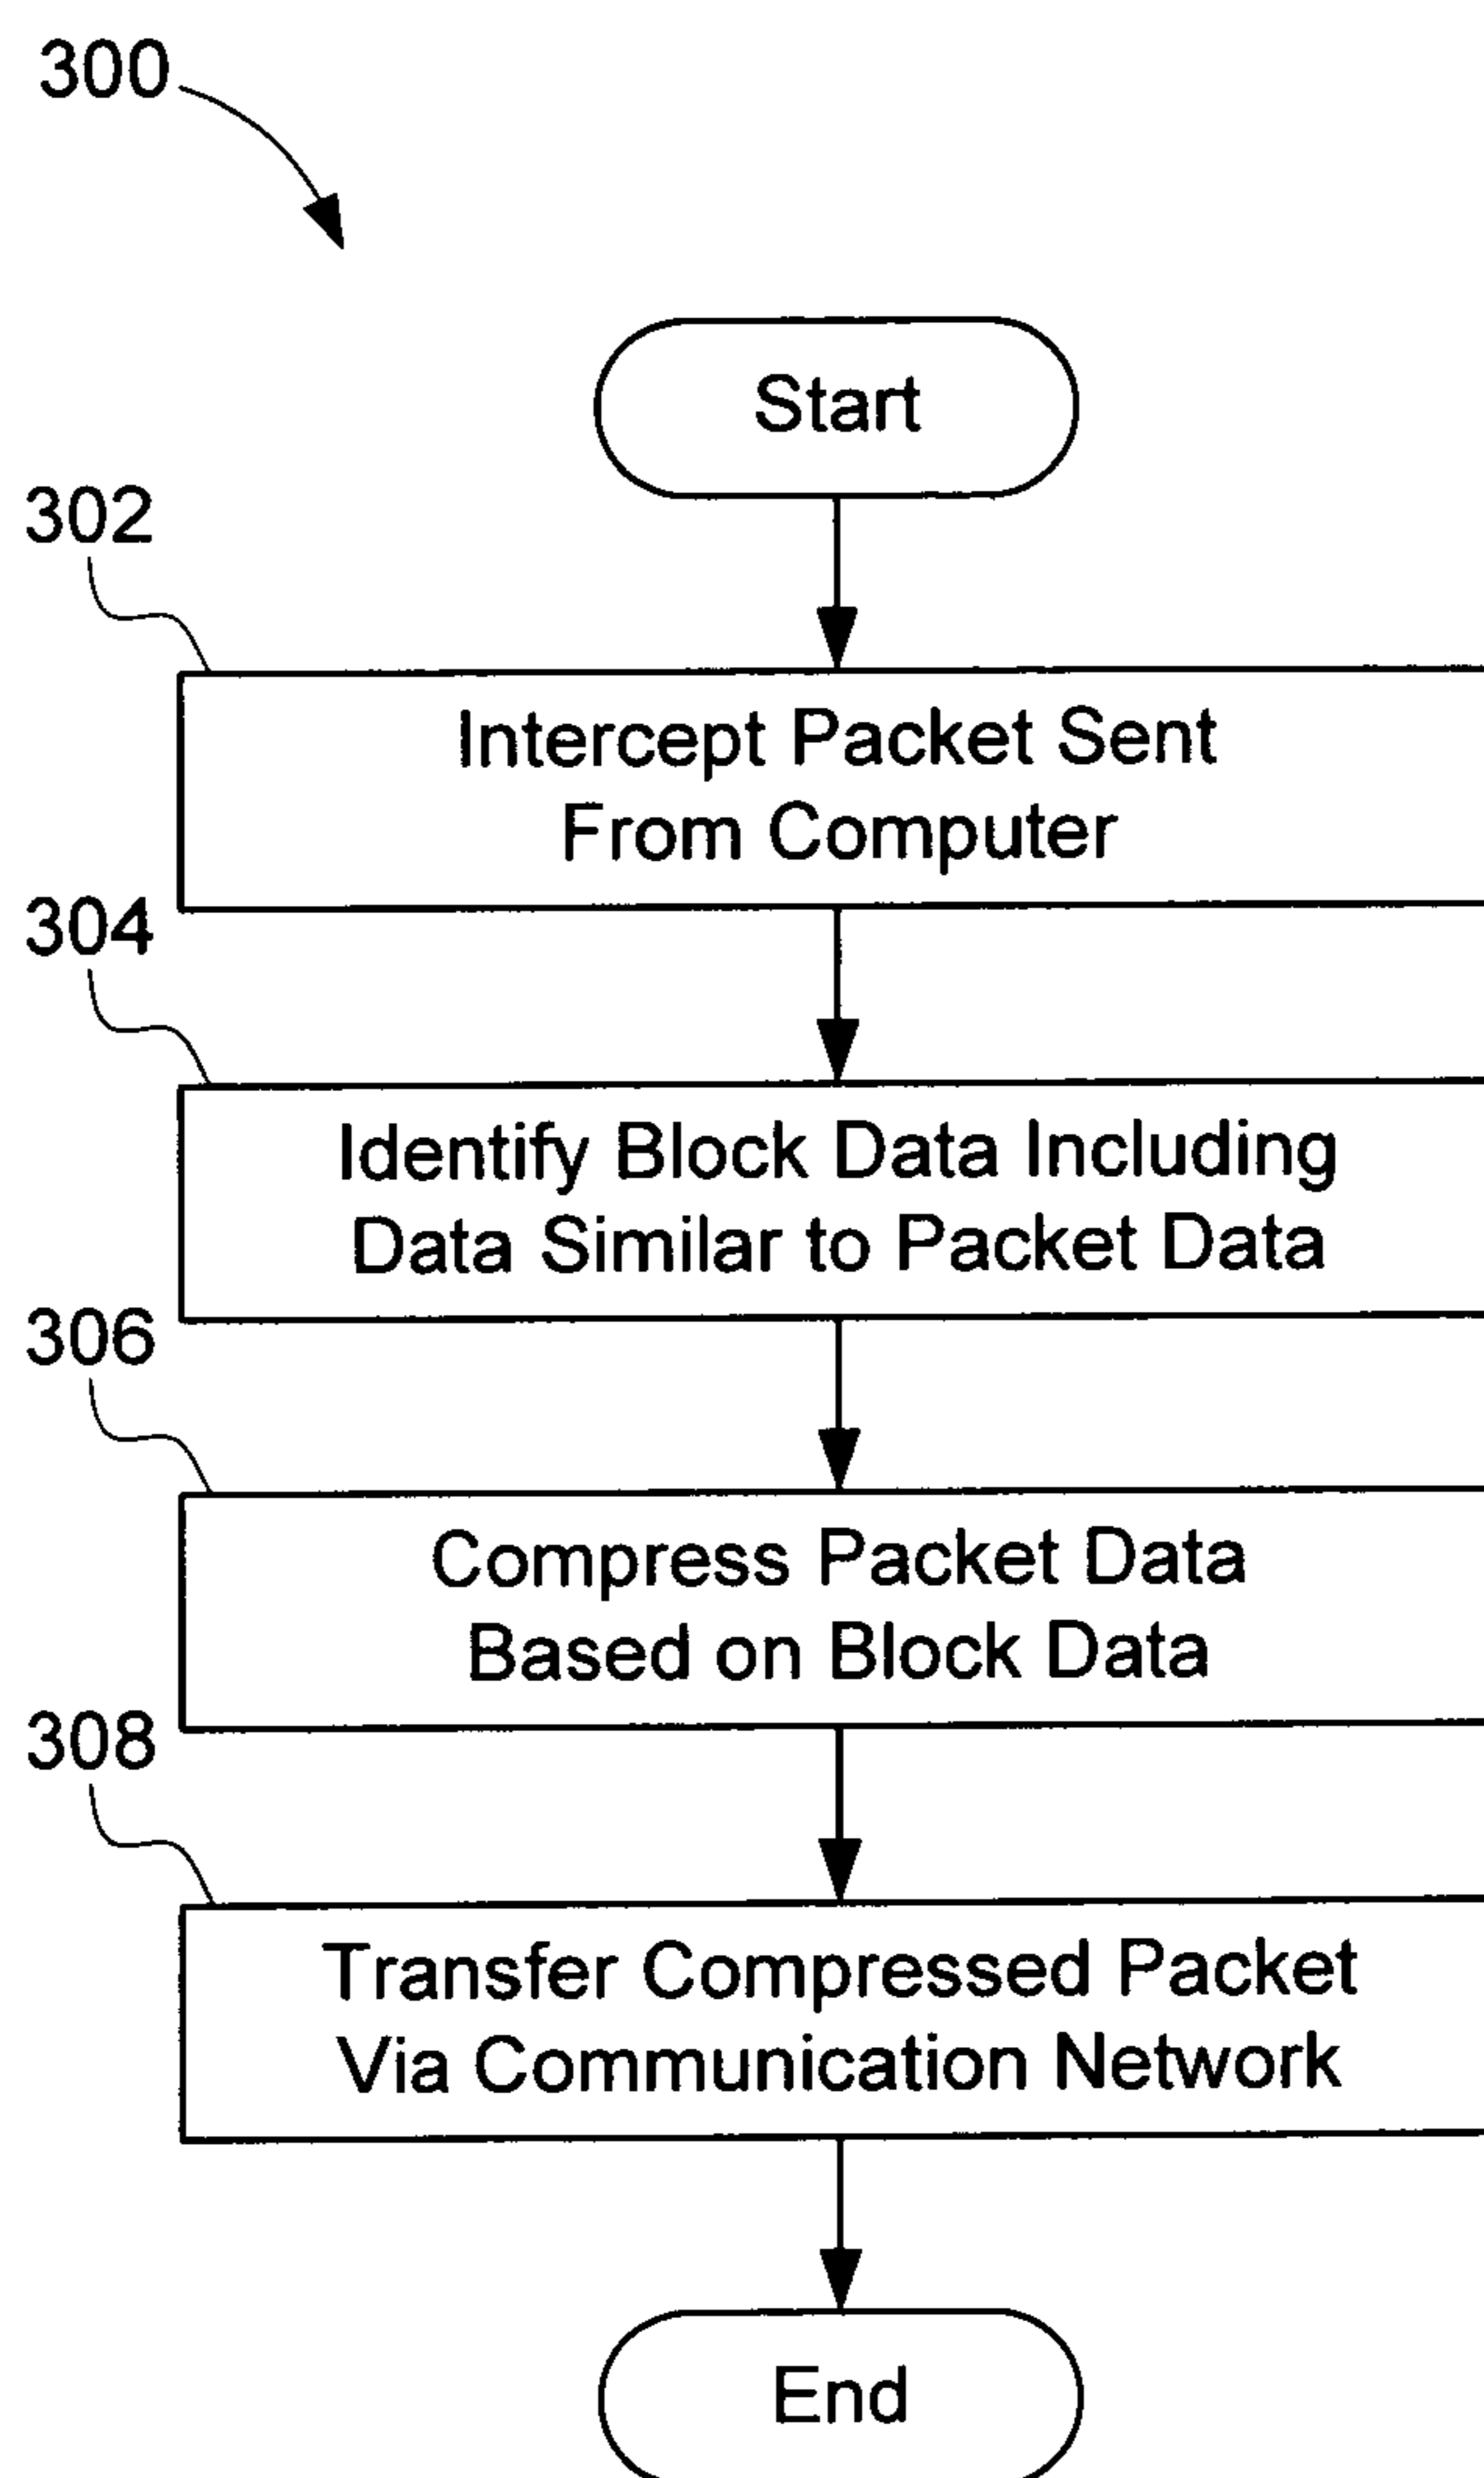 300
Start
302
Intercept Packet Sent
From Computer
304
Identify Block Data Including
Data Similar to Packet Data
306
Compress Packet Data
Based on Block Data
308
Transfer Compressed Packet
Via Communication Network
End